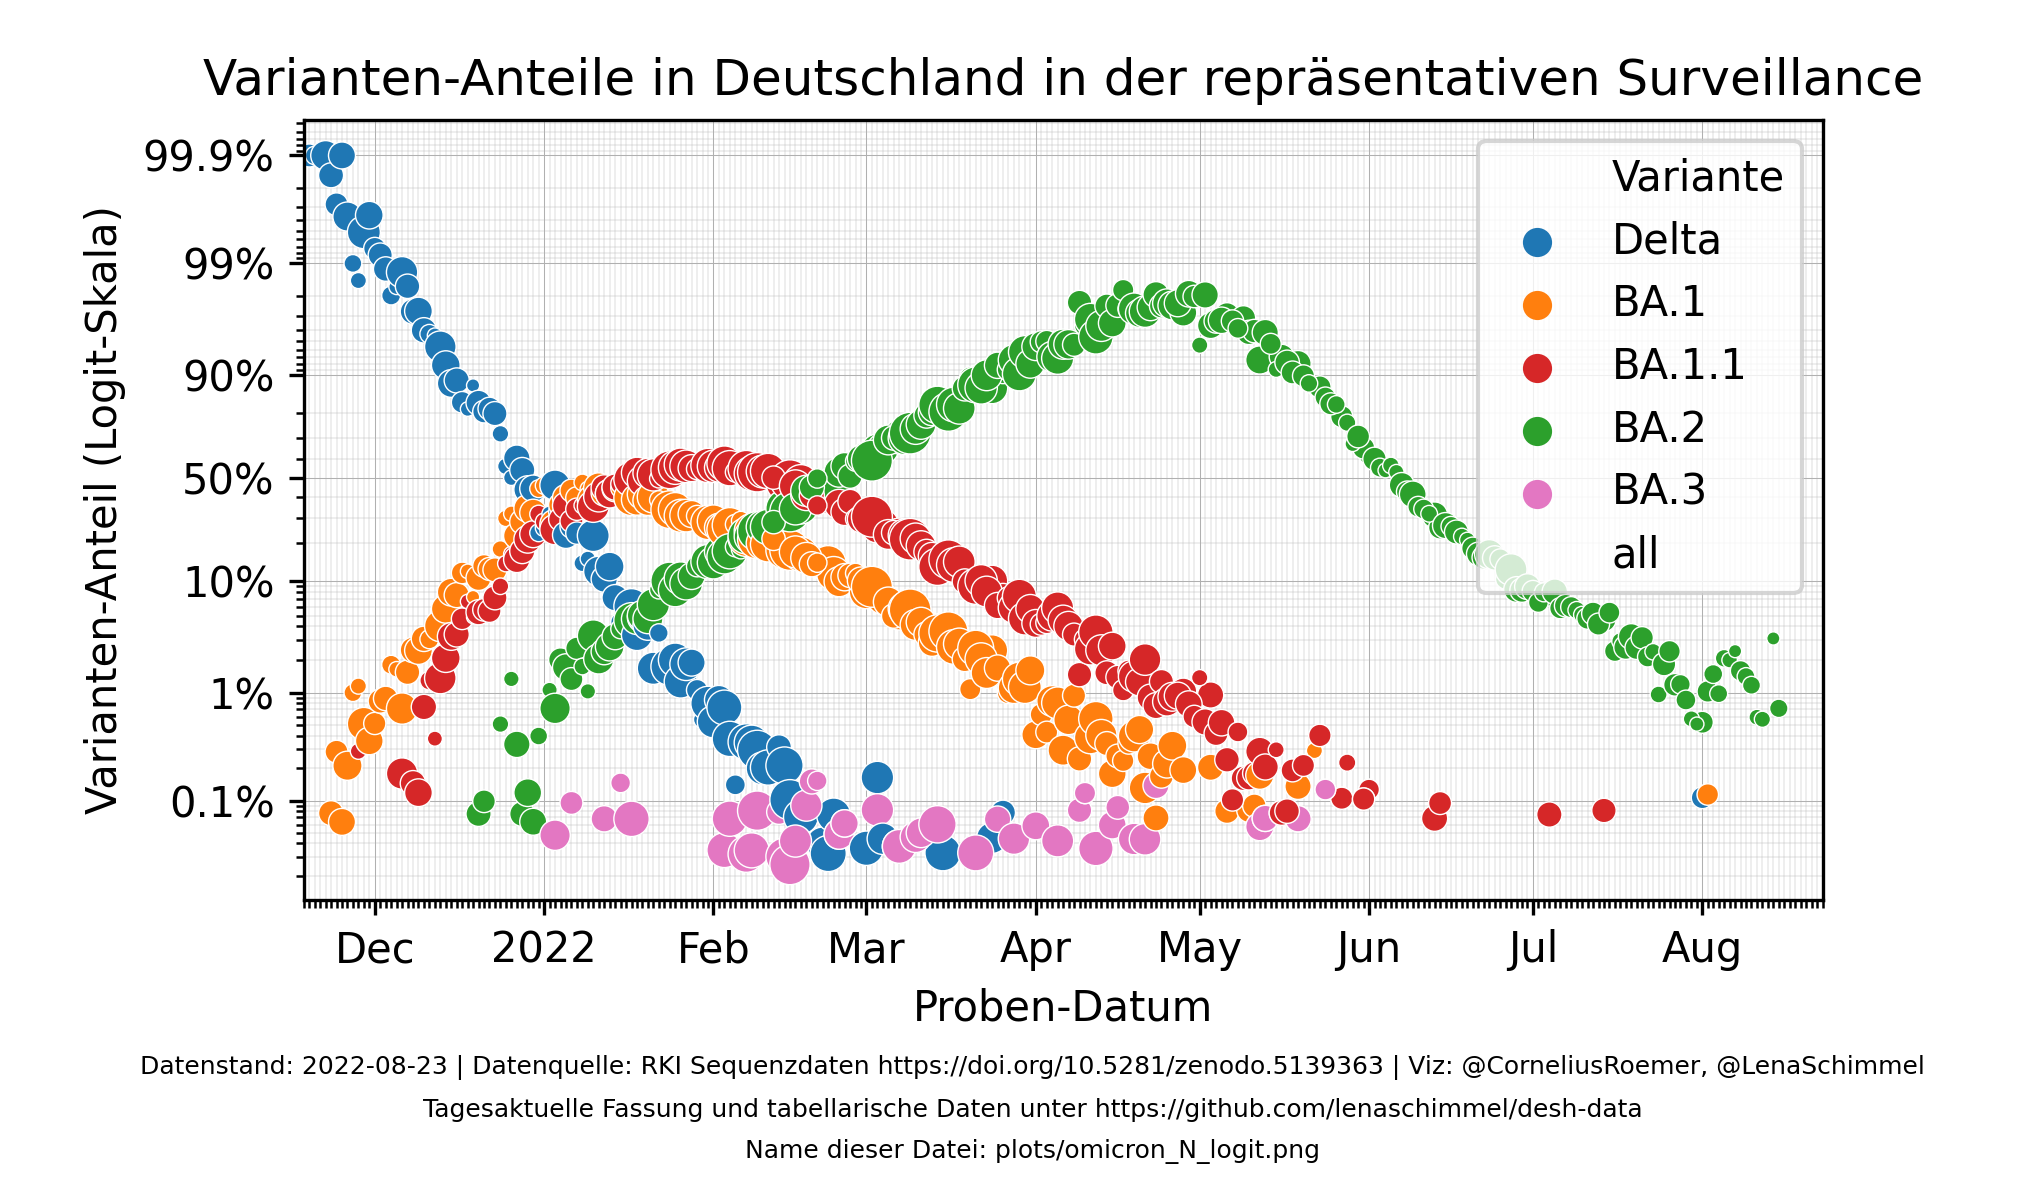 Varianten-Anteile in Deutschland in der repräsentativen Surveillance
Varianten-Anteil (Logit-Skala)
99.9%
99%
90%
50%
10%
1%
0.1%
Variante
Delta
BA.1
BA.1.1
BA.2
BA.3
all
Dec 2022 Feb Mar Apr May Jun Jul Aug
Proben-Datum
Datenstand: 2022-08-23 | Datenquelle: RKI Sequenzdaten https://doi.org/10.5281/zenodo.5139363 | Viz: @CorneliusRoemer, @LenaSchimmel
Tagesaktuelle Fassung und tabellarische Daten unter https://github.com/lenaschimmel/desh-data
Name dieser Datei: plots/omicron_N_logit.png